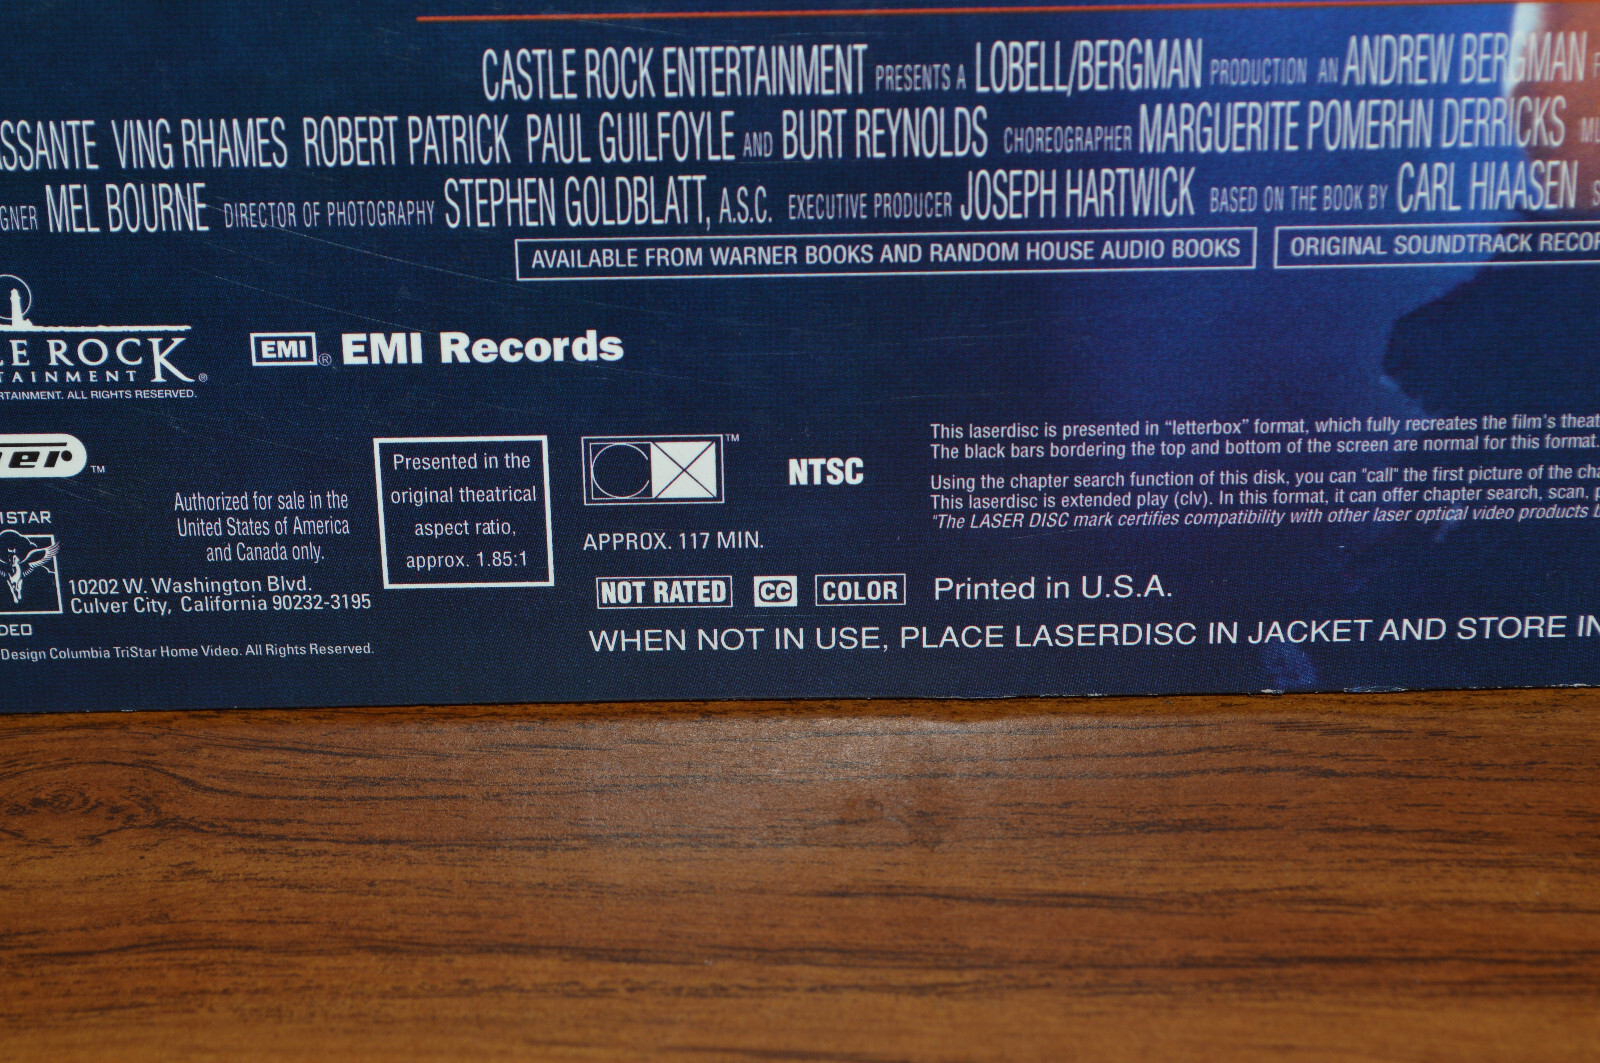 CASTLE ROCK ENTERTAINMENT PRESENTS A LOBELL/BERGMAN PRODUCTION AN ANDREW BERGMAN
SSANTE VING RHAMES ROBERT PATRICK PAUL GUILFOYLE AND BURT REYNOLDS CHOREOGRAPHER MARGUERITE POMERHN DERRICKS
GNER MEL BOURNE DIRECTOR OF PHOTOGRAPHY STEPHEN GOLDBLATT, A.S.C. EXECUTIVE PRODUCER JOSEPH HARTWICK BASED ON THE BOOK BY CARL HIAASEN
AVAILABLE FROM WARNER BOOKS AND RANDOM HOUSE AUDIO BOOKS
ORIGINAL SOUNDTRACK RECOR
LE ROCK
TAINMENT ®
RTAINMENT. ALL RIGHTS RESERVED.
EMI ® EMI Records
er ™
ISTAR
DEO
Authorized for sale in the
United States of America
and Canada only.
10202 W. Washington Blvd.
Culver City, California 90232-3195
Design Columbia TriStar Home Video. All Rights Reserved.
Presented in the
original theatrical
aspect ratio,
approx. 1.85:1
™
NTSC
APPROX. 117 MIN.
NOT RATED CC COLOR Printed in U.S.A.
This laserdisc is presented in “letterbox” format, which fully recreates the film's theat
The black bars bordering the top and bottom of the screen are normal for this format.
Using the chapter search function of this disk, you can "call" the first picture of the cha
This laserdisc is extended play (clv). In this format, it can offer chapter search, scan, p
"The LASER DISC mark certifies compatibility with other laser optical video products b
WHEN NOT IN USE, PLACE LASERDISC IN JACKET AND STORE IN